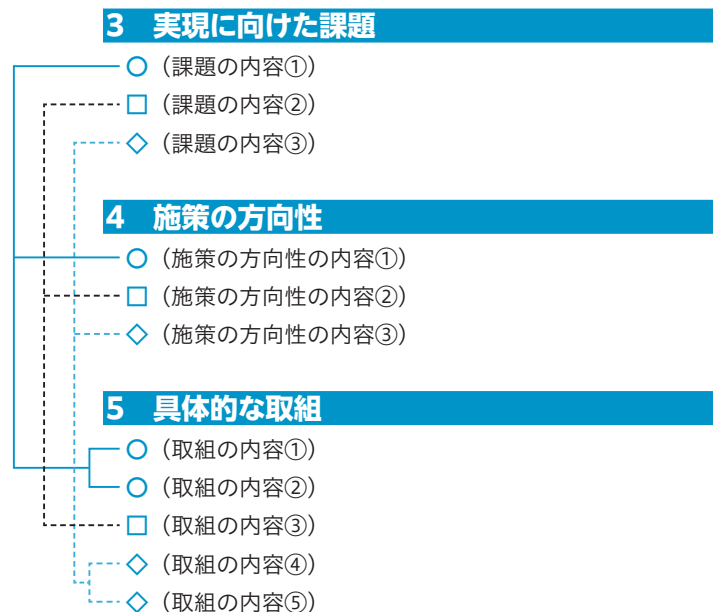 3 実現に向けた課題
○（課題の内容①）
□（課題の内容②）
◇（課題の内容③）
4 施策の方向性
○（施策の方向性の内容①）
□（施策の方向性の内容②）
◇（施策の方向性の内容③）
5 具体的な取組
○（取組の内容①）
○（取組の内容②）
□（取組の内容③）
◇（取組の内容④）
◇（取組の内容⑤）